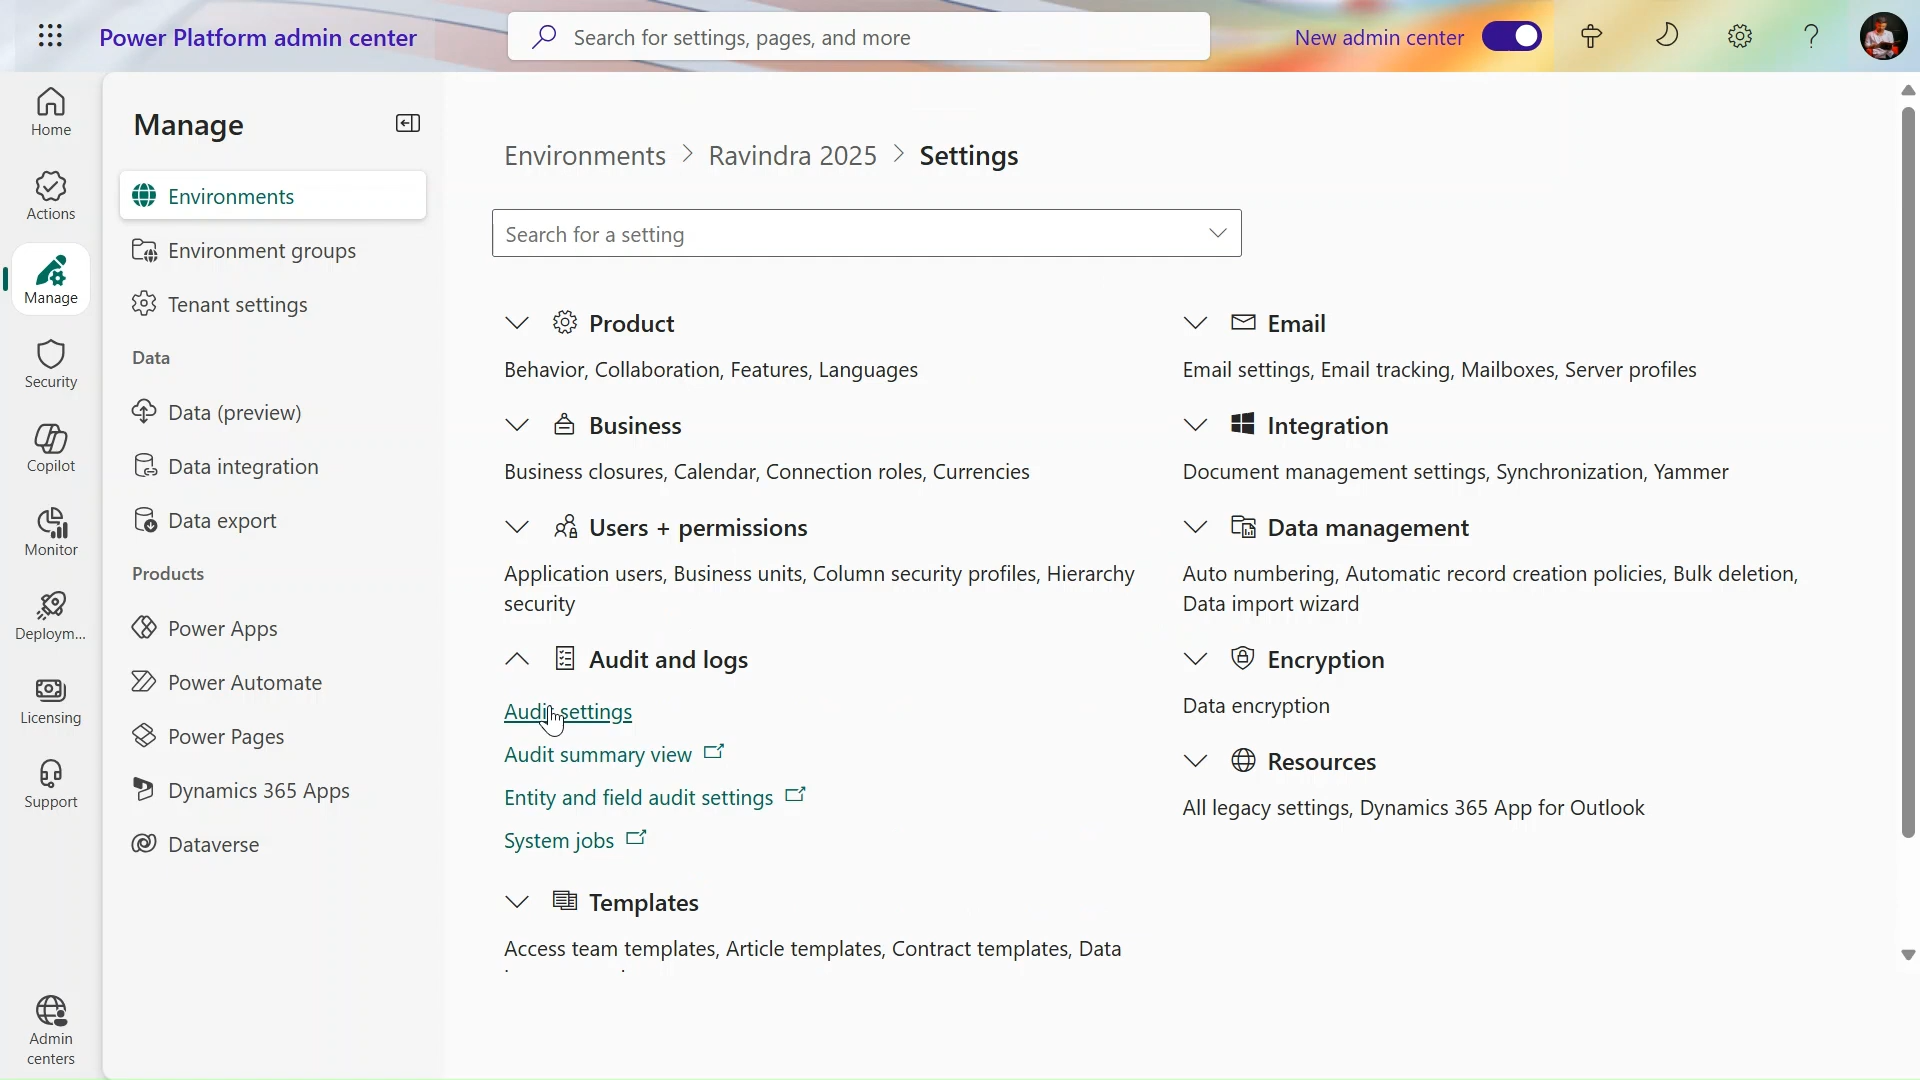 Power Platform admin center
Search for settings, pages, and more
New admin center
Home
Actions
Manage
Security
Copilot
Monitor
Deploym...
Licensing
Support
Admin
centers
Manage
Environments
Environment groups
Tenant settings
Data
Data (preview)
Data integration
Data export
Products
Power Apps
Power Automate
Power Pages
Dynamics 365 Apps
Dataverse
Environments > Ravindra 2025 > Settings
Search for a setting
Product
Behavior, Collaboration, Features, Languages
Business
Business closures, Calendar, Connection roles, Currencies
Users + permissions
Application users, Business units, Column security profiles, Hierarchy
security
Audit and logs
Audit settings
Audit summary view
Entity and field audit settings
System jobs
Templates
Access team templates, Article templates, Contract templates, Data
Email
Email settings, Email tracking, Mailboxes, Server profiles
Integration
Document management settings, Synchronization, Yammer
Data management
Auto numbering, Automatic record creation policies, Bulk deletion,
Data import wizard
Encryption
Data encryption
Resources
All legacy settings, Dynamics 365 App for Outlook